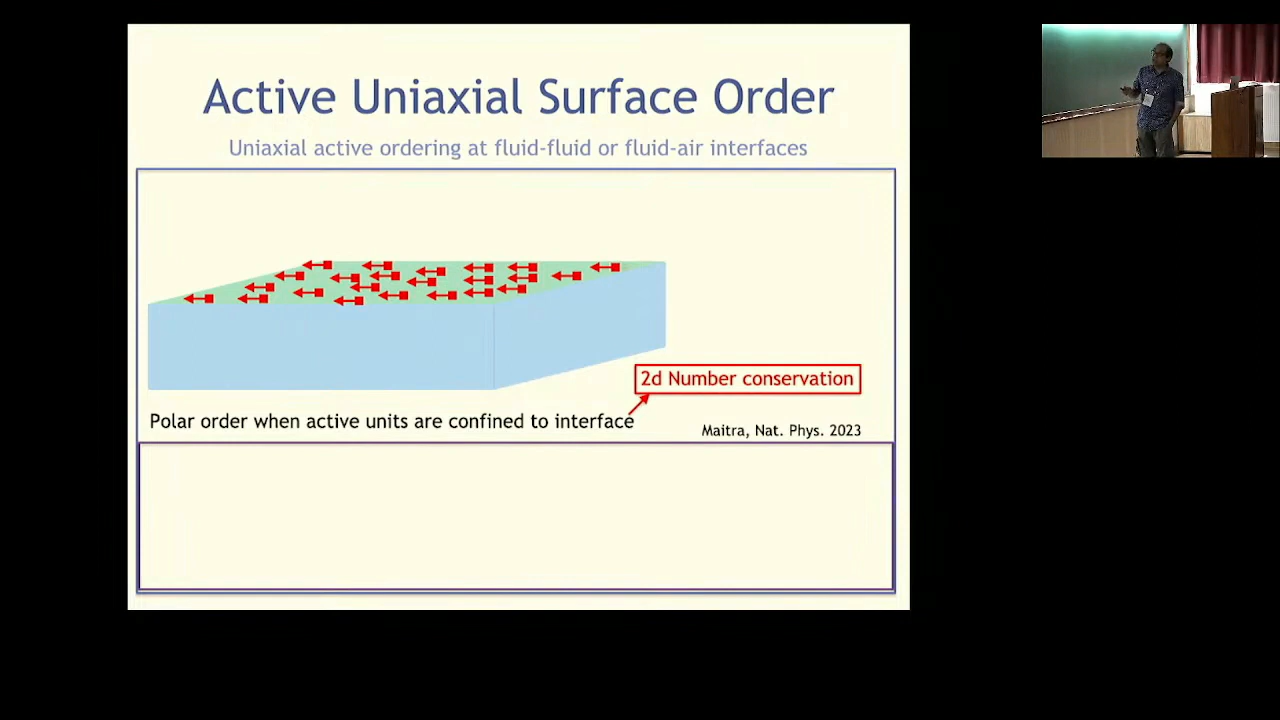 Active Uniaxial Surface Order
Uniaxial active ordering at fluid-fluid or fluid-air interfaces
2d Number conservation
Polar order when active units are confined to interface
Maitra, Nat. Phys. 2023